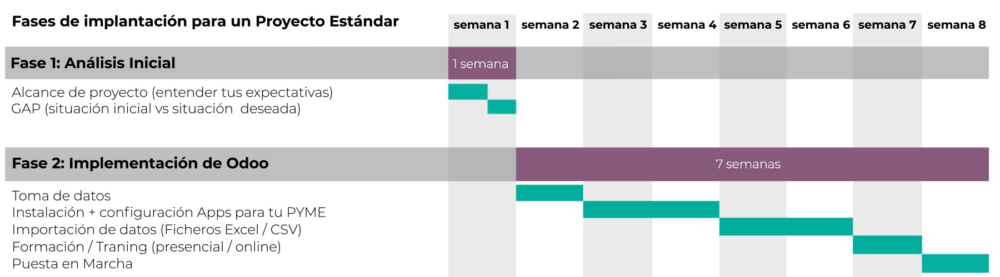 Fases de implantación para un Proyecto Estándar
semana 1 semana 2 semana 3 semana 4 semana 5 semana 6 semana 7 semana 8
Fase 1: Análisis Inicial
1 semana
Alcance de proyecto (entender tus expectativas)
GAP (situación inicial vs situación deseada)
Fase 2: Implementación de Odoo
7 semanas
Toma de datos
Instalación + configuración Apps para tu PYME
Importación de datos (Ficheros Excel / CSV)
Formación / Traning (presencial / online)
Puesta en Marcha